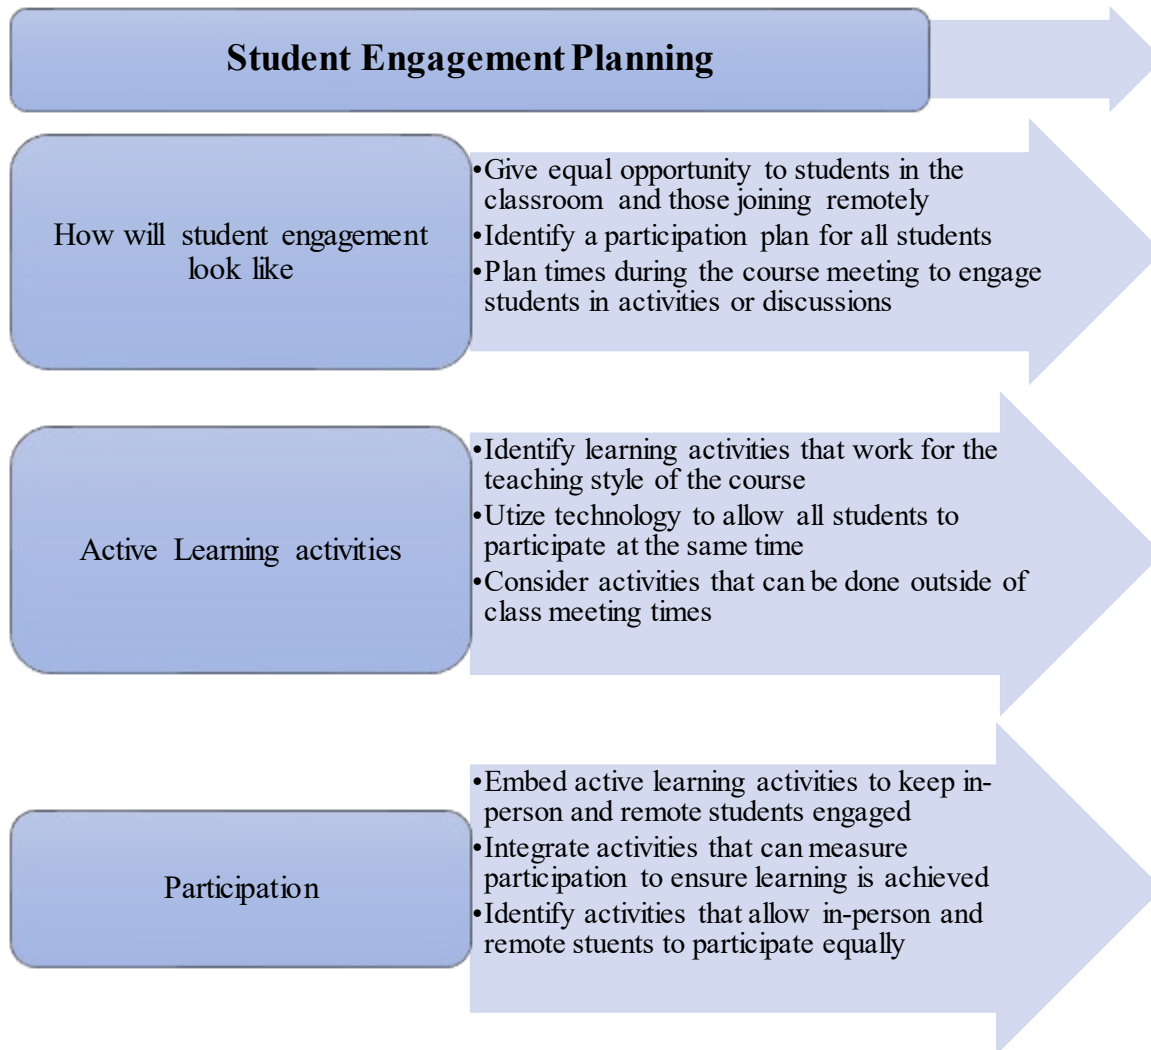 Student Engagement Planning
How will student engagement
look like
•Give equal opportunity to students in the
classroom and those joining remotely
•Identify a participation plan for all students
•Plan times during the course meeting to engage
students in activities or discussions
Active Learning activities
•Identify learning activities that work for the
teaching style of the course
•Utize technology to allow all students to
participate at the same time
•Consider activities that can be done outside of
class meeting times
Participation
•Embed active learning activities to keep in-
person and remote students engaged
•Integrate activities that can measure
participation to ensure learning is achieved
•Identify activities that allow in-person and
remote stuents to participate equally